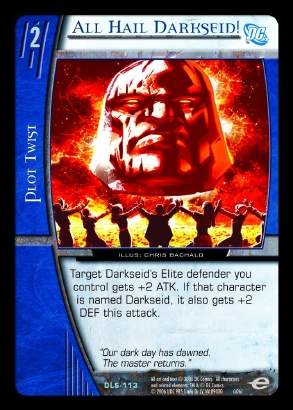 2
ALL HAIL DARKSEID!
DC
PLOT TWIST
ILLUS: CHRIS BACHALO
Target Darkseid's Elite defender you
control gets +2 ATK. If that character
is named Darkseid, it also gets +2
DEF this attack.
"Our dark day has dawned.
The master returns."
DLS-113